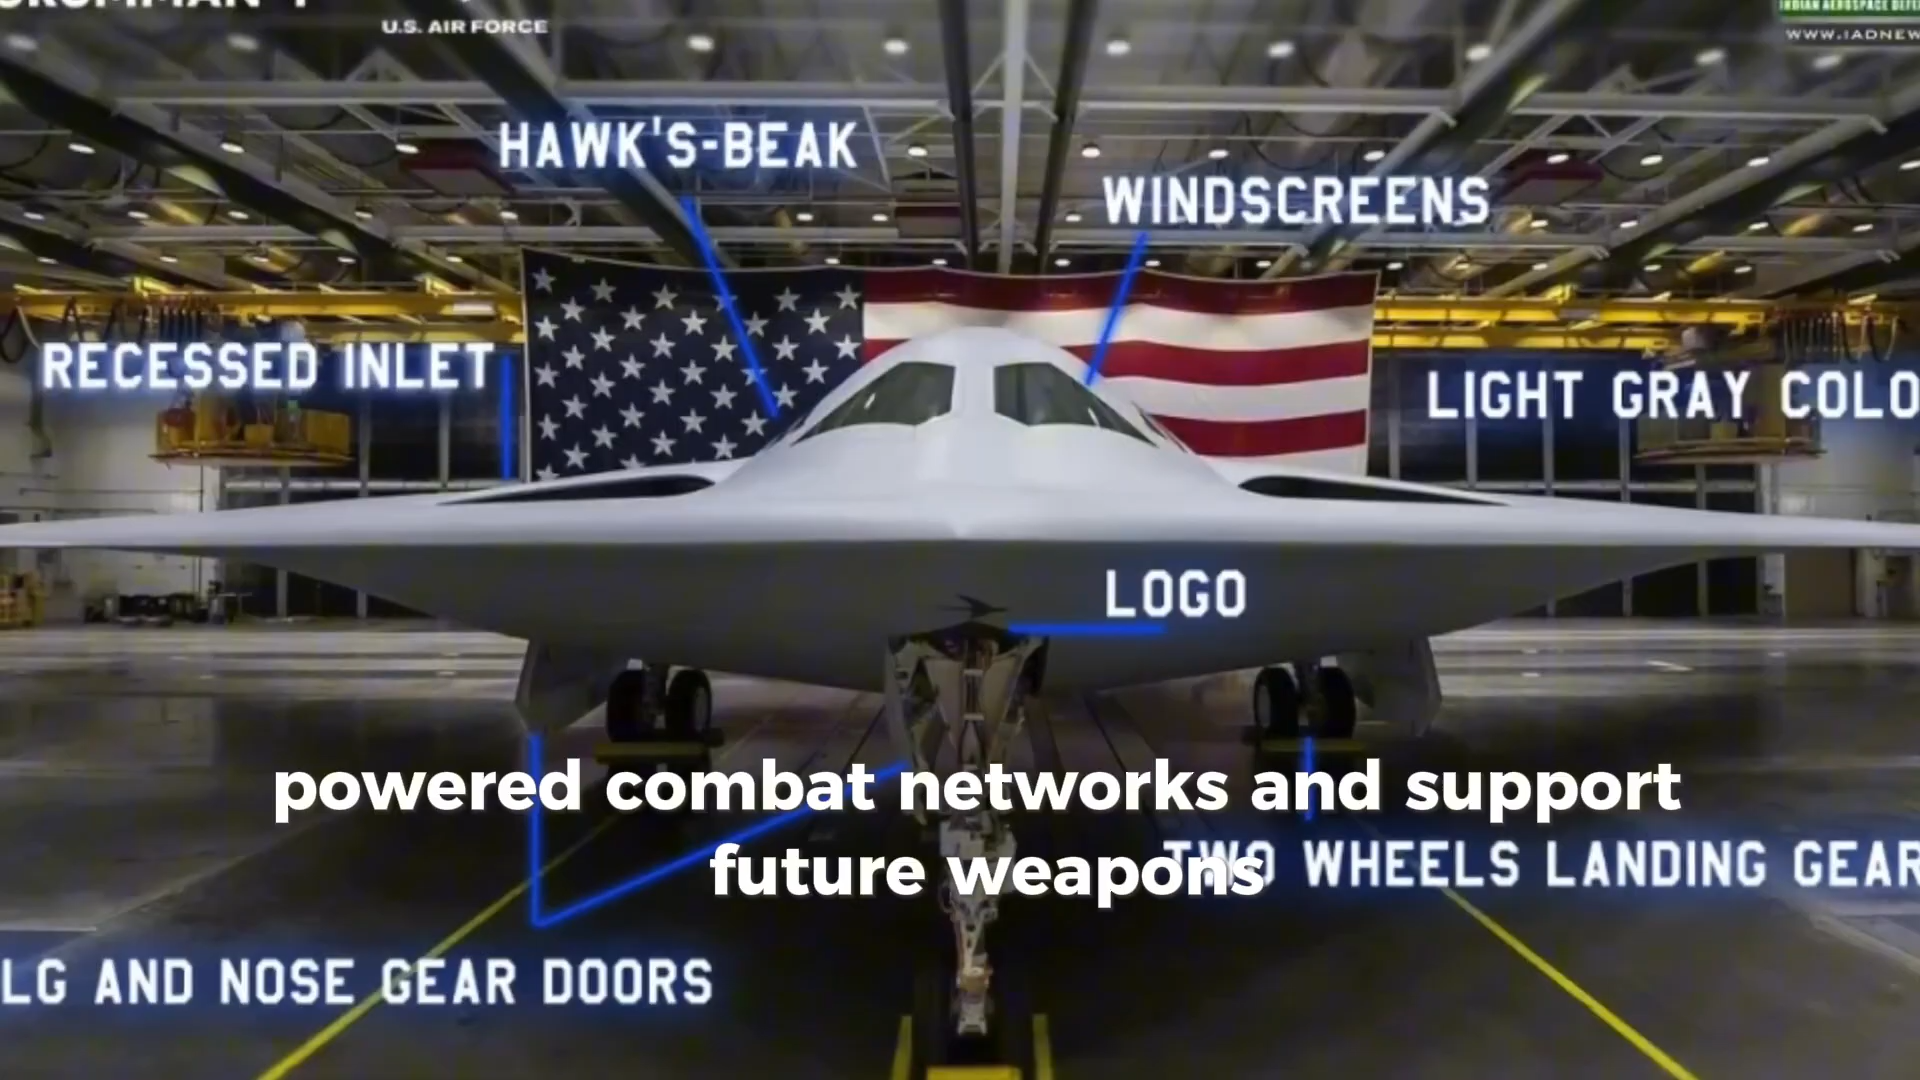 U.S. AIR FORCE
WWW.IADNEW
HAWK'S-BEAK
WINDSCREENS
RECESSED INLET
LIGHT GRAY COLO
LOGO
powered combat networks and support
future weapons
TWO WHEELS LANDING GEAR
LG AND NOSE GEAR DOORS